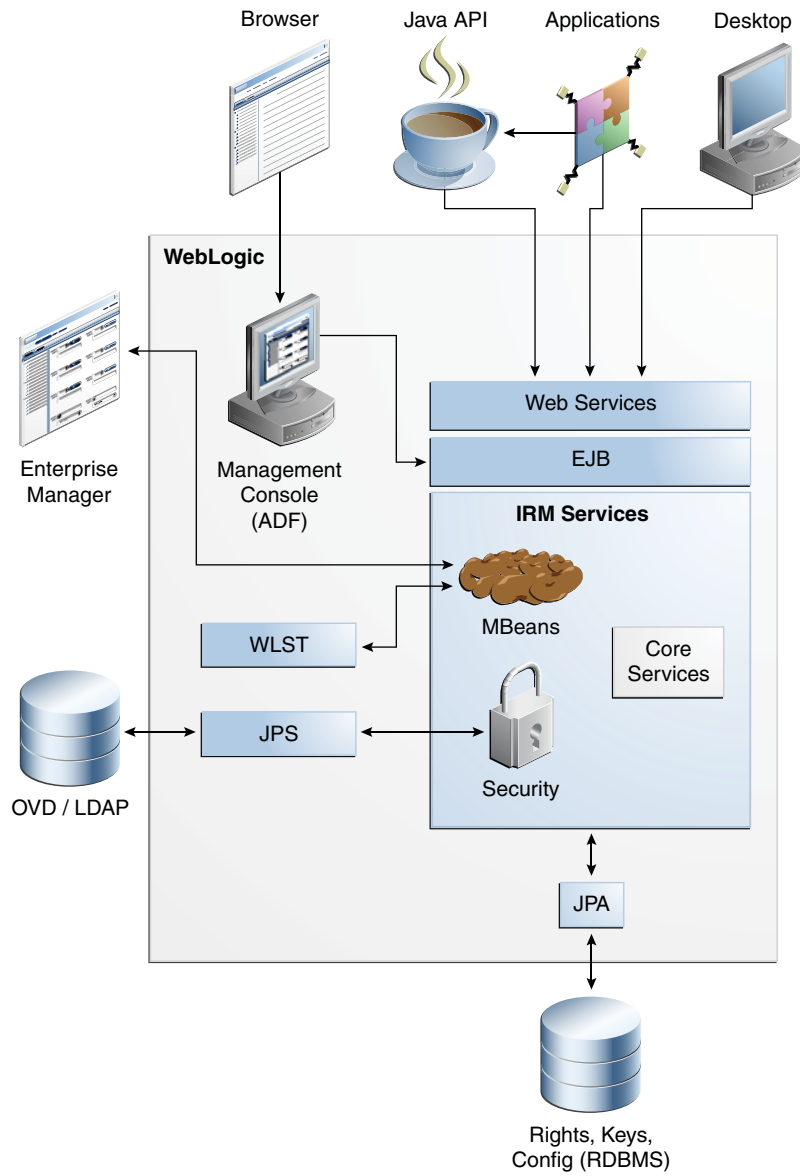 Browser
Java API
Applications
Desktop
WebLogic
Web Services
EJB
Enterprise
Manager
Management
Console
(ADF)
IRM Services
MBeans
WLST
Core
Services
JPS
Security
OVD / LDAP
JPA
Rights, Keys,
Config (RDBMS)